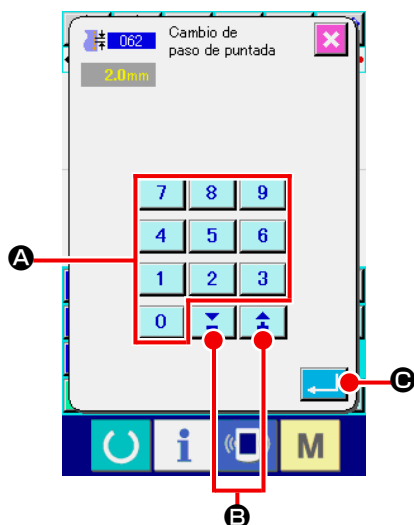 062
Cambio de
paso de puntada
2.0mm
7 8 9
A
4 5 6
1 2 3
0
C
i M
B